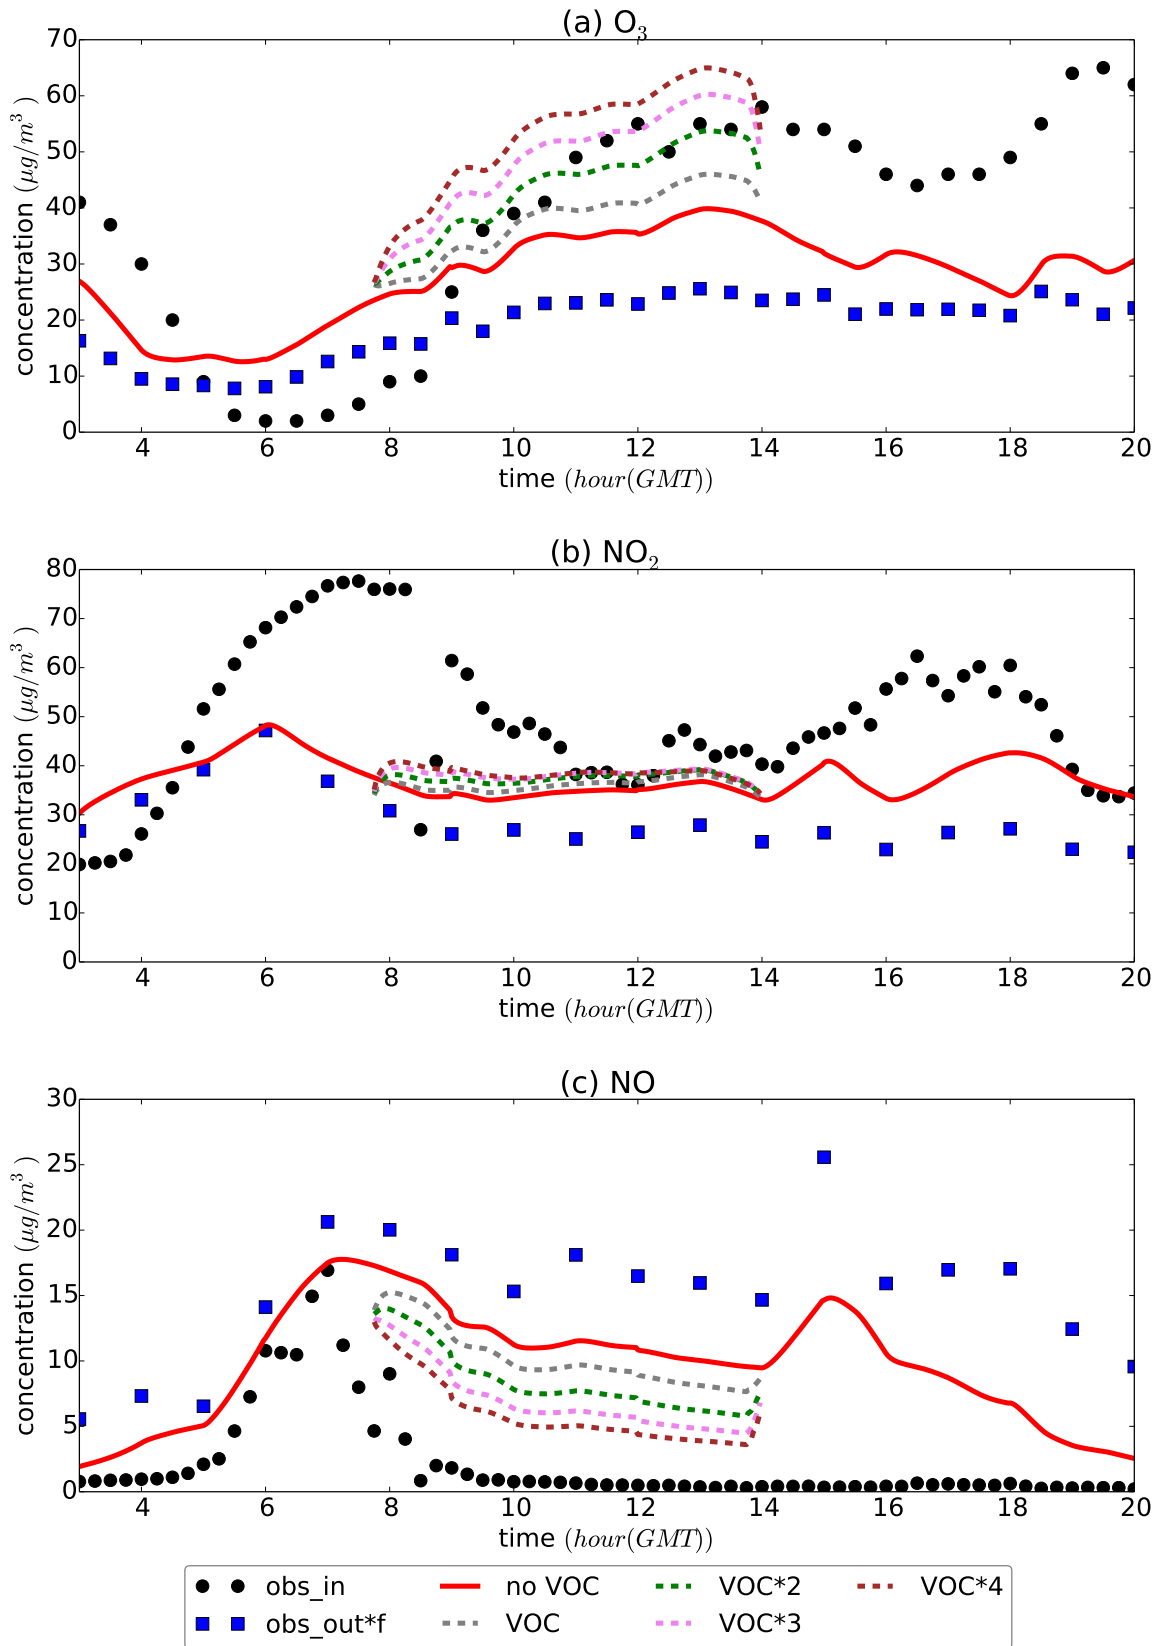 (a) O₃
70
60
50
40
30
20
10
0
concentration (μg/m³)
4 6 8 10 12 14 16 18 20
time (hour(GMT))
(b) NO₂
80
70
60
50
40
30
20
10
0
concentration (μg/m³)
4 6 8 10 12 14 16 18 20
time (hour(GMT))
(c) NO
30
25
20
15
10
5
0
concentration (μg/m³)
4 6 8 10 12 14 16 18 20
time (hour(GMT))
obs_in no VOC VOC*2 VOC*4
obs_out*f VOC VOC*3